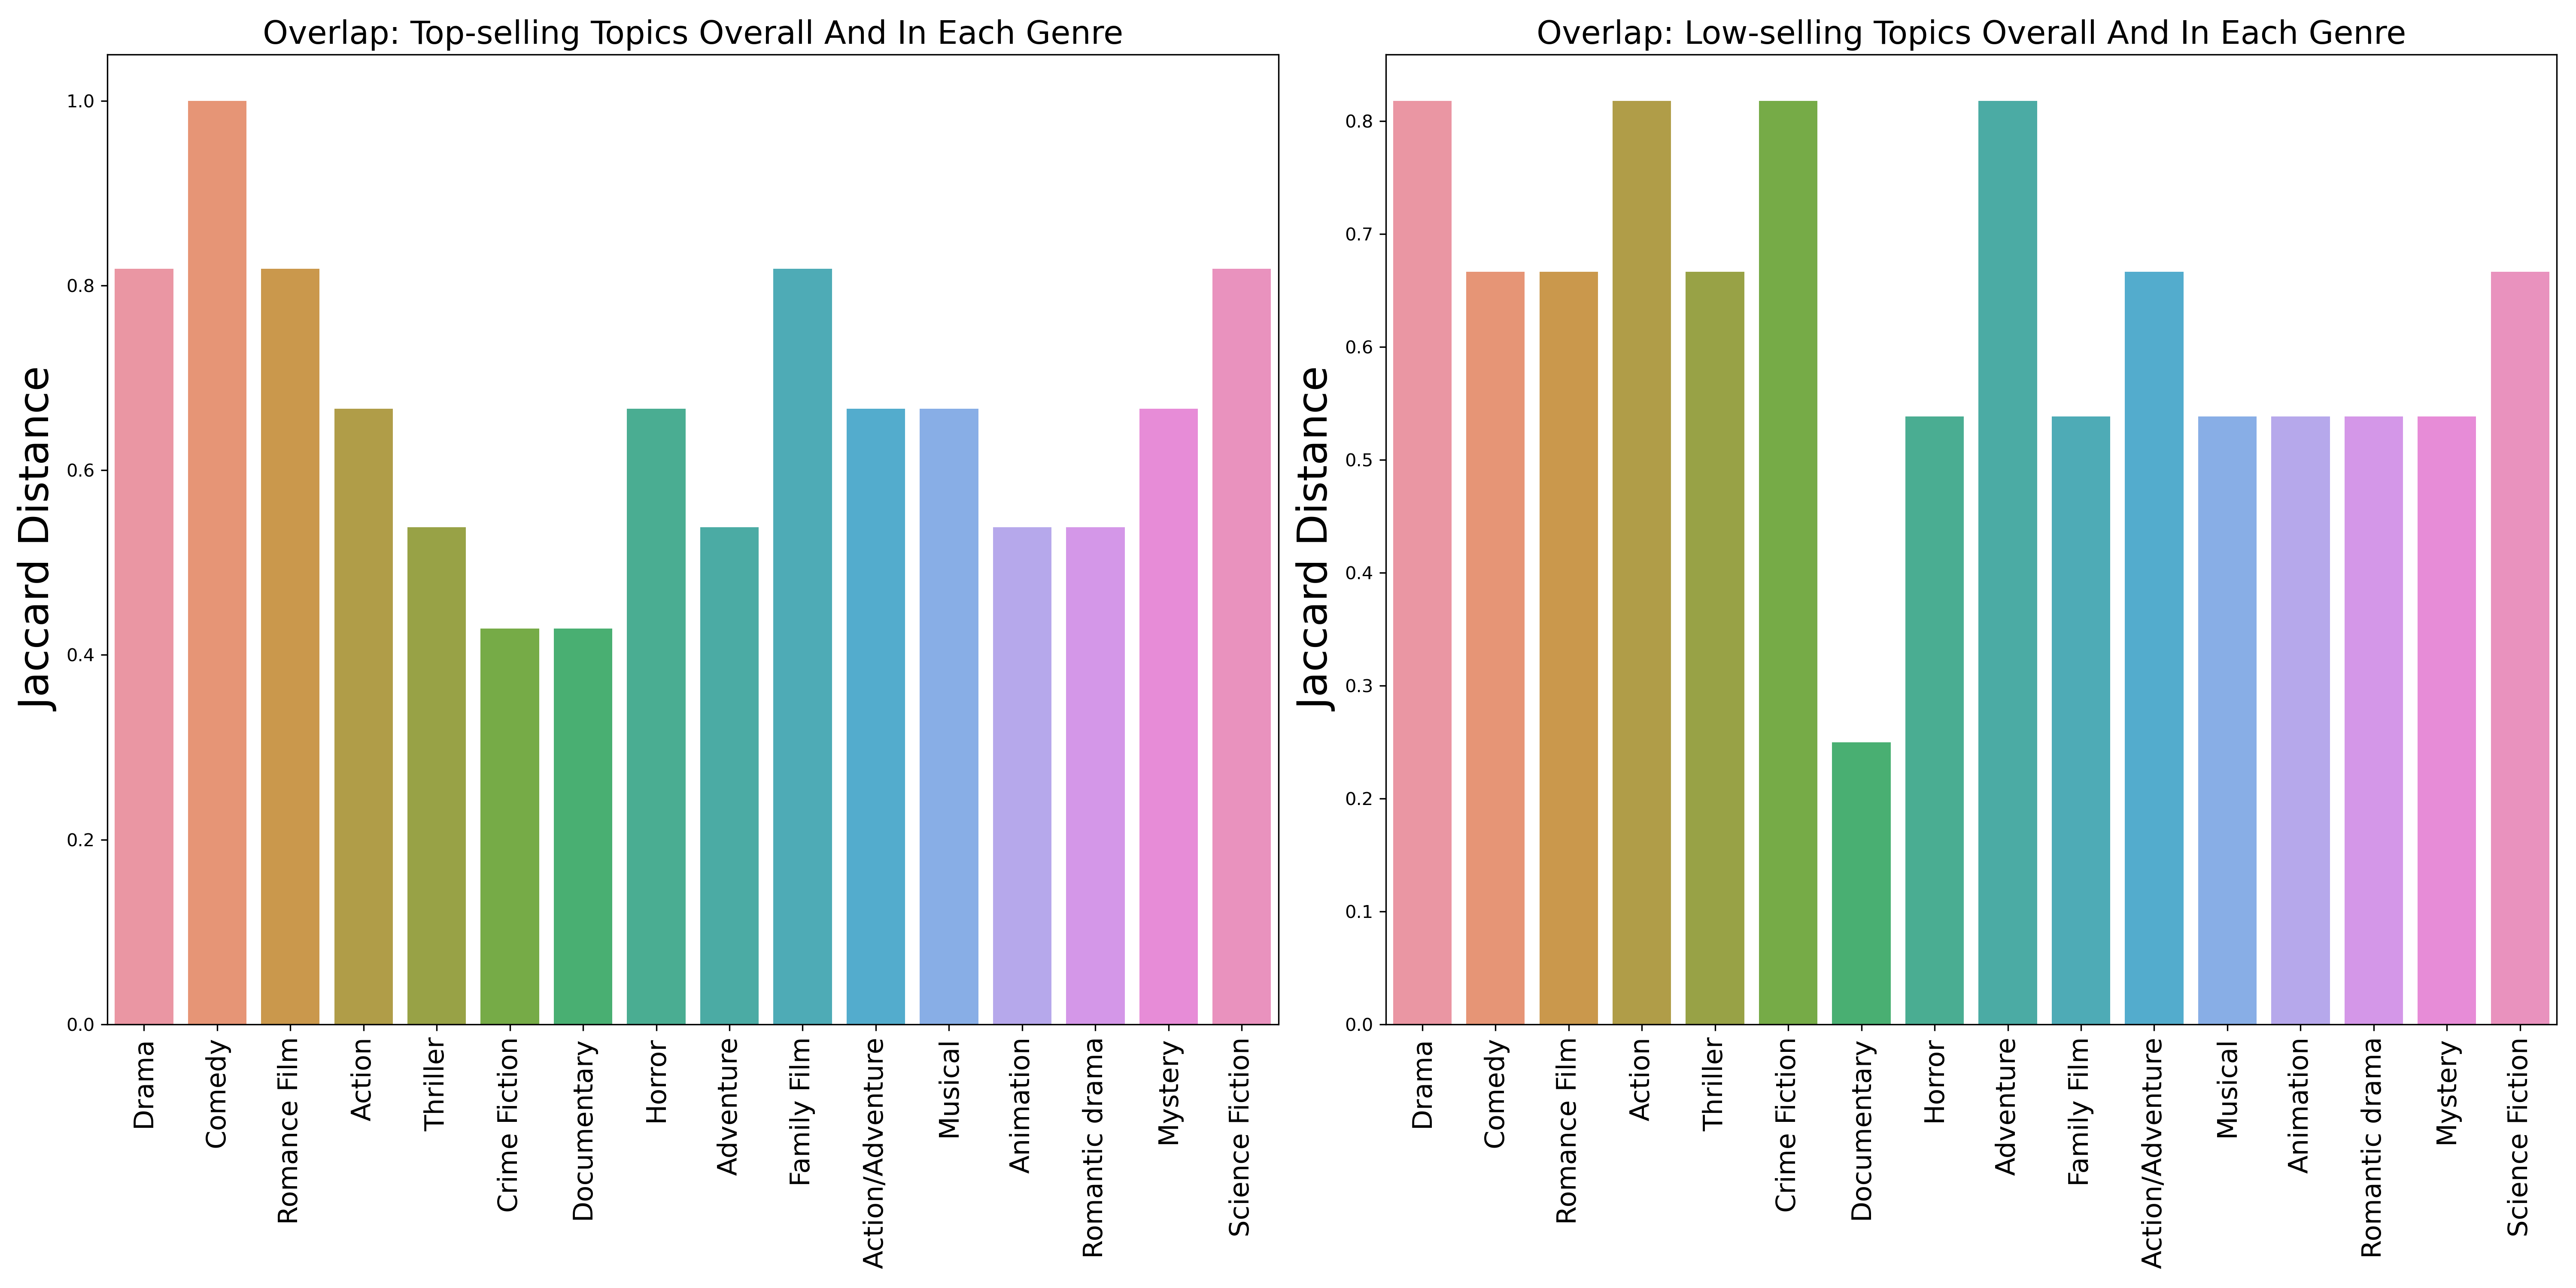 Overlap: Top-selling Topics Overall And In Each Genre
Jaccard Distance
1.0
0.8
0.6
0.4
0.2
0.0
Drama
Comedy
Romance Film
Action
Thriller
Crime Fiction
Documentary
Horror
Adventure
Family Film
Action/Adventure
Musical
Animation
Romantic drama
Mystery
Science Fiction
Overlap: Low-selling Topics Overall And In Each Genre
Jaccard Distance
0.8
0.7
0.6
0.5
0.4
0.3
0.2
0.1
0.0
Drama
Comedy
Romance Film
Action
Thriller
Crime Fiction
Documentary
Horror
Adventure
Family Film
Action/Adventure
Musical
Animation
Romantic drama
Mystery
Science Fiction